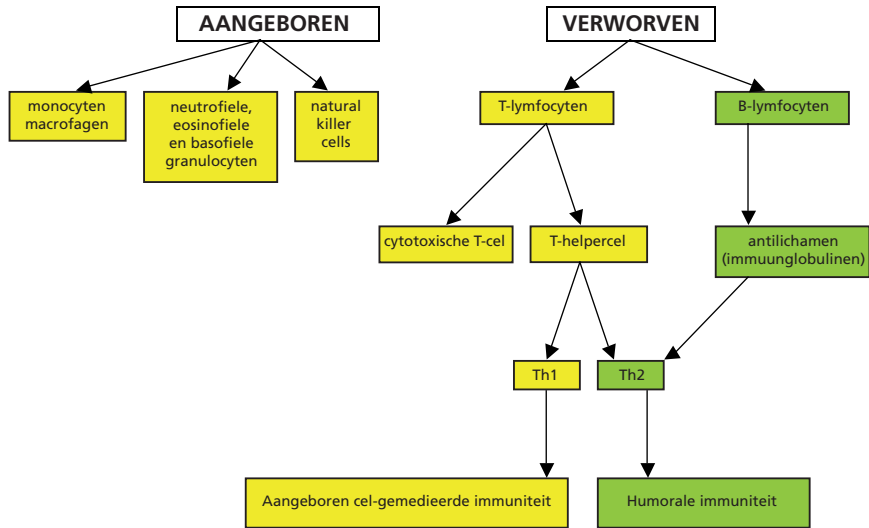 AANGEBOREN
VERWORVEN
monocyten
macrofagen
neutrofiele,
eosinofiele
en basofiele
granulocyten
natural
killer
cells
T-lymfocyten
B-lymfocyten
cytotoxische T-cel
T-helpercel
antilichamen
(immuunglobulinen)
Th1
Th2
Aangeboren cel-gemedieerde immuniteit
Humorale immuniteit